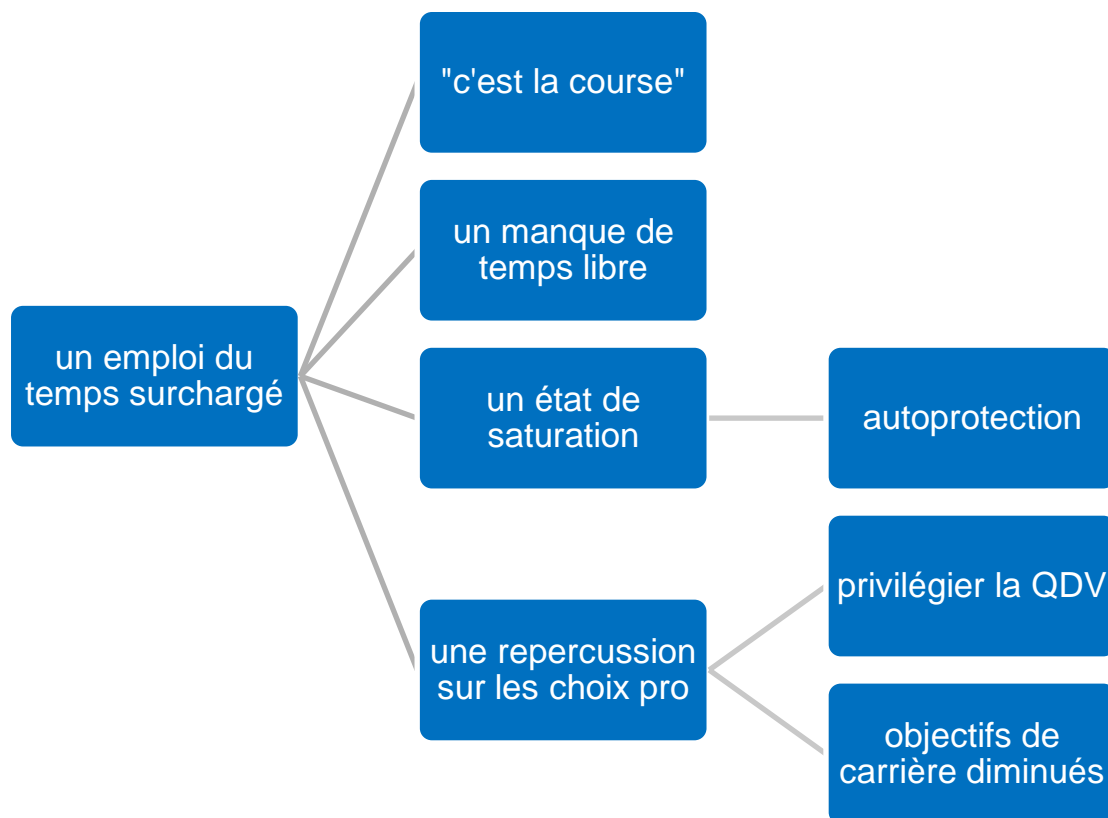 "c'est la course"
un manque de
temps libre
un emploi du
temps surchargé
un état de
saturation
autoprotection
privilégier la QDV
une repercussion
sur les choix pro
objectifs de
carrière diminués